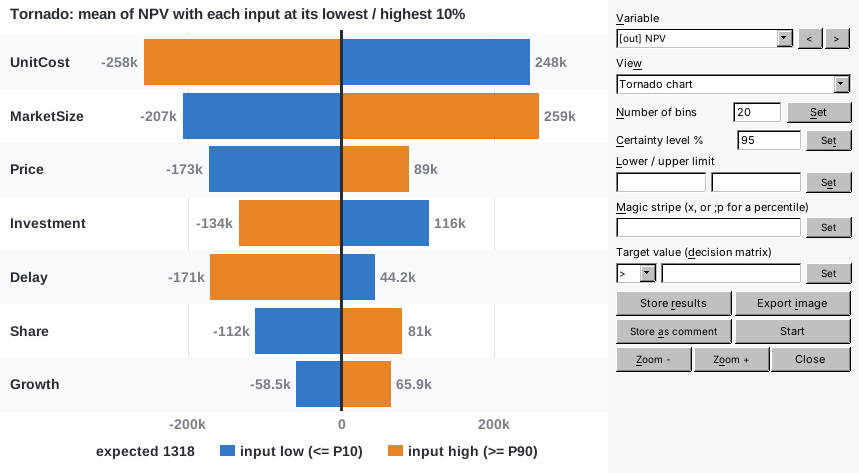 Tornado: mean of NPV with each input at its lowest / highest 10%
UnitCost -258k 248k
MarketSize -207k 259k
Price -173k 89k
Investment -134k 116k
Delay -171k 44.2k
Share -112k 81k
Growth -58.5k 65.9k
-200k 0 200k
expected 1318 input low (<= P10) input high (>= P90)
Variable
[out] NPV < >
View
Tornado chart
Number of bins 20 Set
Certainty level % 95 Set
Lower / upper limit
Set
Magic stripe (x, or ;p for a percentile)
Set
Target value (decision matrix)
> Set
Store results Export image
Store as comment Start
Zoom - Zoom + Close